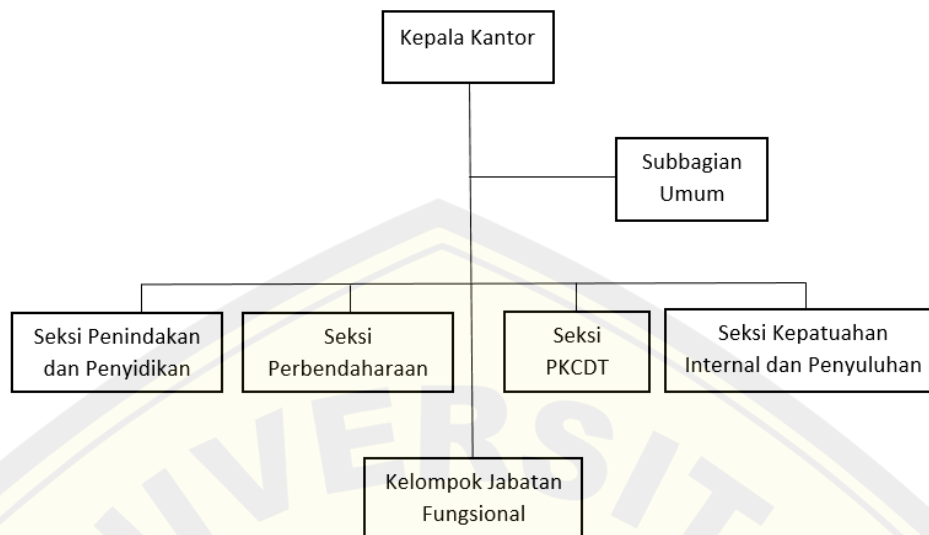 Kepala Kantor
Subbagian
Umum
Seksi Penindakan
dan Penyidikan
Seksi
Perbendaharaan
Seksi
PKCDT
Seksi Kepatuahan
Internal dan Penyuluhan
Kelompok Jabatan
Fungsional
UNIVERSIT